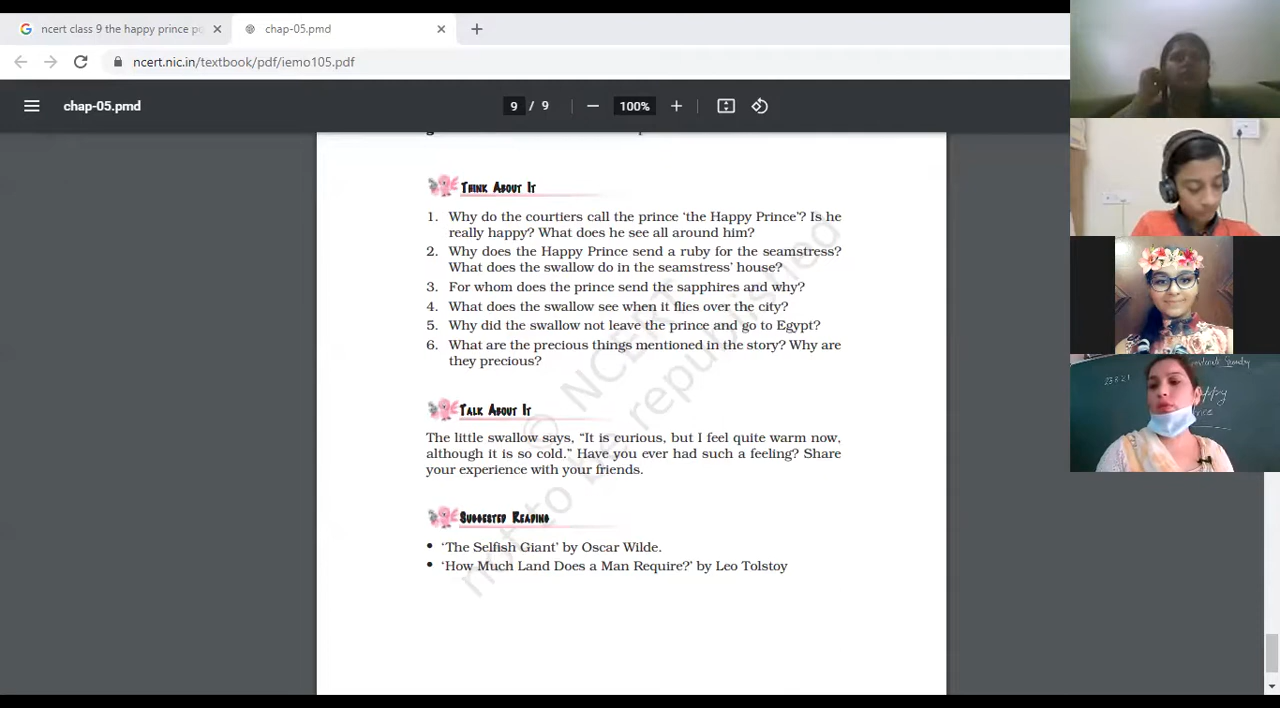 ncert class 9 the happy prince po
chap-05.pmd
ncert.nic.in/textbook/pdf/iemo105.pdf
chap-05.pmd
9 / 9
100%
Think About It
1. Why do the courtiers call the prince ‘the Happy Prince’? Is he
really happy? What does he see all around him?
2. Why does the Happy Prince send a ruby for the seamstress?
What does the swallow do in the seamstress’ house?
3. For whom does the prince send the sapphires and why?
4. What does the swallow see when it flies over the city?
5. Why did the swallow not leave the prince and go to Egypt?
6. What are the precious things mentioned in the story? Why are
they precious?
Talk About It
The little swallow says, “It is curious, but I feel quite warm now,
although it is so cold.” Have you ever had such a feeling? Share
your experience with your friends.
Suggested Reading
• ‘The Selfish Giant’ by Oscar Wilde.
• ‘How Much Land Does a Man Require?’ by Leo Tolstoy
© NCERT
not to be republished